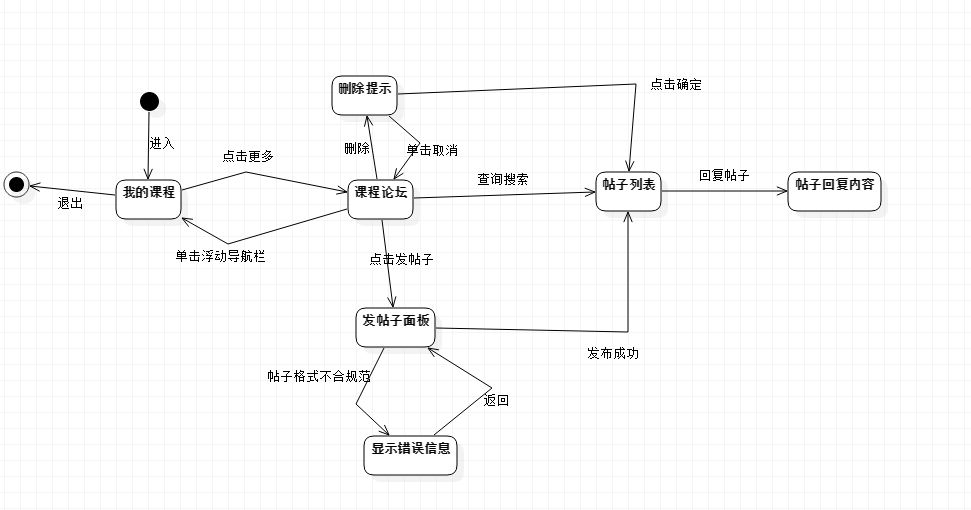 删除提示
点击确定
进入
删除
单击取消
点击更多
查询搜索
回复帖子
我的课程
课程论坛
帖子列表
帖子回复内容
退出
单击浮动导航栏
点击发帖子
发帖子面板
发布成功
帖子格式不合规范
返回
显示错误信息